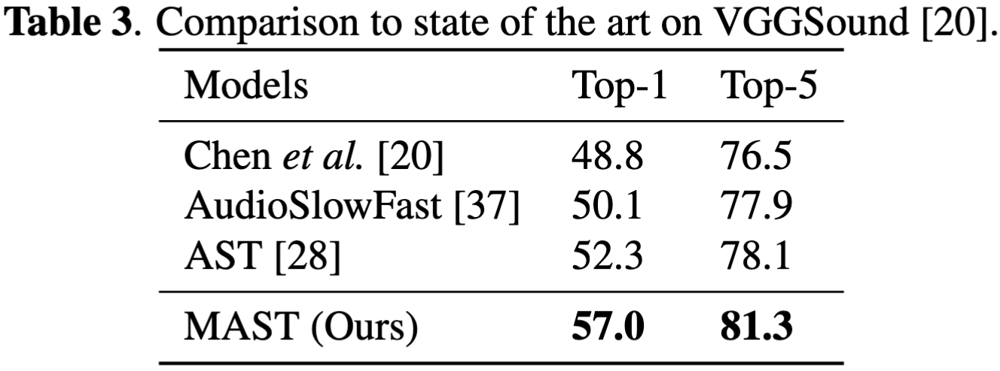 Table 3. Comparison to state of the art on VGGSound [20].
Models Top-1 Top-5
Chen et al. [20] 48.8 76.5
AudioSlowFast [37] 50.1 77.9
AST [28] 52.3 78.1
MAST (Ours) 57.0 81.3